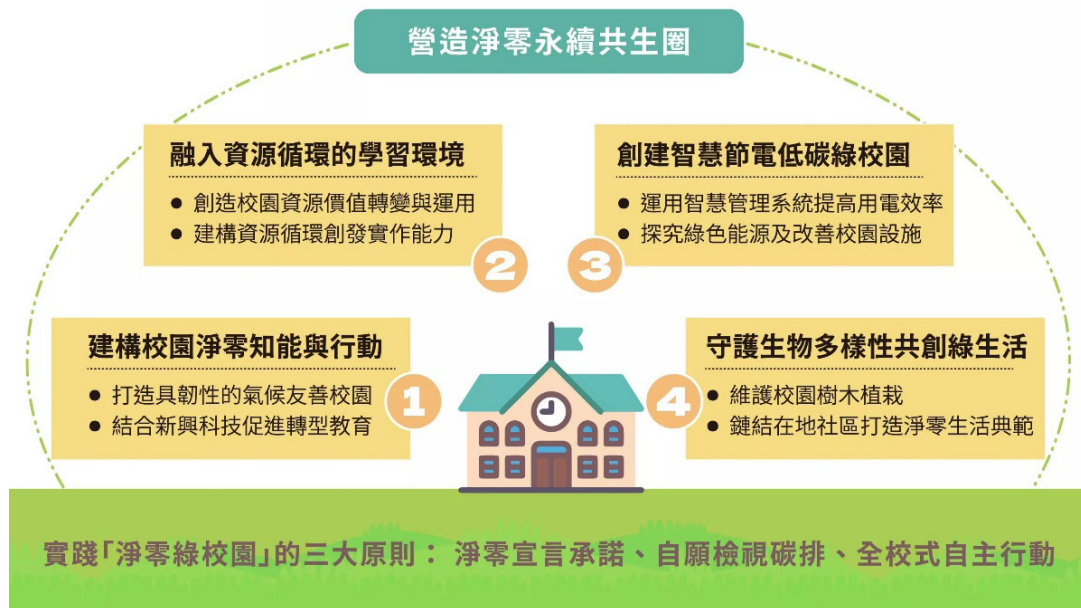 營造淨零永續共生圈
建構校園淨零知能與行動
● 打造具韌性的氣候友善校園
● 結合新興科技促進轉型教育
1
融入資源循環的學習環境
● 創造校園資源價值轉變與運用
● 建構資源循環創發實作能力
2
創建智慧節電低碳綠校園
● 運用智慧管理系統提高用電效率
● 探究綠色能源及改善校園設施
3
守護生物多樣性共創綠生活
● 維護校園樹木植栽
● 鏈結在地社區打造淨零生活典範
4
實踐「淨零綠校園」的三大原則： 淨零宣言承諾、自願檢視碳排、全校式自主行動